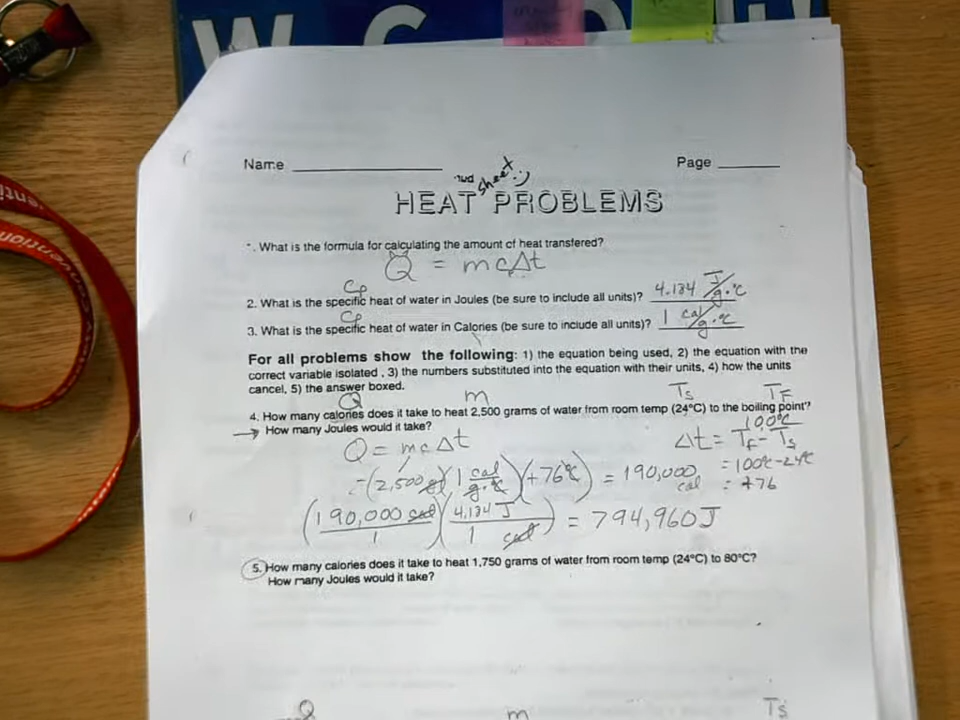 W C
Name ___________ Page ______
sheet :)
HEAT PROBLEMS
1. What is the formula for calculating the amount of heat transfered?
Q = mcΔt
Cp
2. What is the specific heat of water in Joules (be sure to include all units)? 4.184 J/g·°C
Cp
3. What is the specific heat of water in Calories (be sure to include all units)? 1 cal/g·°C
For all problems show the following: 1) the equation being used, 2) the equation with the
correct variable isolated , 3) the numbers substituted into the equation with their units, 4) how the units
cancel, 5) the answer boxed.
Q m Ts TF
4. How many calories does it take to heat 2,500 grams of water from room temp (24°C) to the boiling point?
100°C
→ How many Joules would it take?
Q = mcΔt Δt = TF - Ts
= (2,500 g)(1 cal/g·°C)(+76°C) = 190,000 cal = 100°C - 24°C
= +76
(190,000 cal/1)(4.184 J/1 cal) = 794,960 J
5. How many calories does it take to heat 1,750 grams of water from room temp (24°C) to 80°C?
How many Joules would it take?
Q m Ts